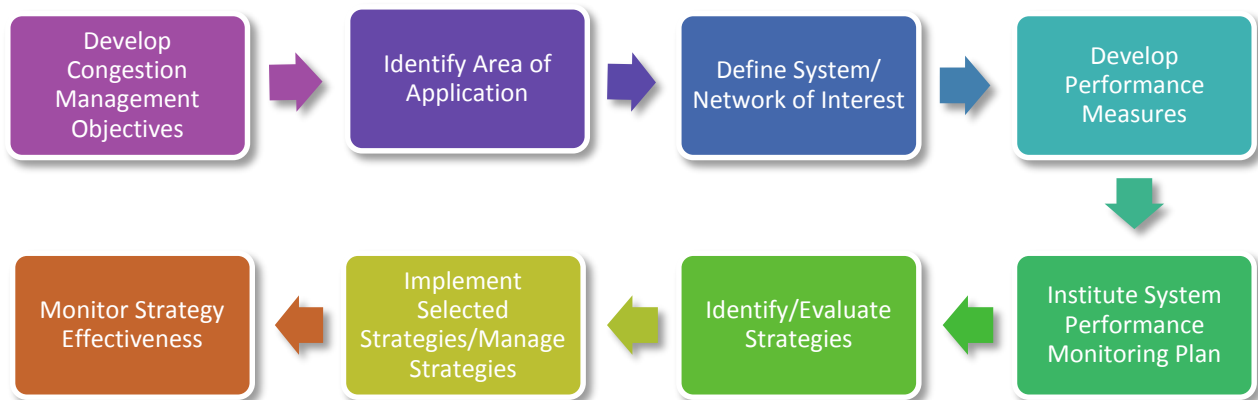 Develop
Congestion
Management
Objectives
Identify Area of
Application
Define System/
Network of Interest
Develop
Performance
Measures
Institute System
Performance
Monitoring Plan
Identify/Evaluate
Strategies
Implement
Selected
Strategies/Manage
Strategies
Monitor Strategy
Effectiveness